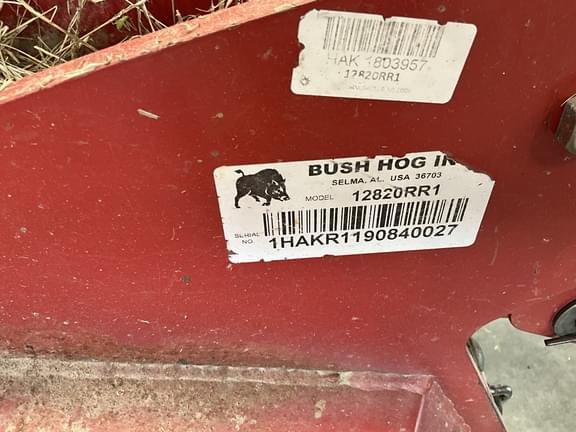 HAK 1803957
12820RR1
BUSH HOG IN
SELMA, AL. USA 36703
MODEL 12820RR1
SERIAL NO. 1HAKR1190840027